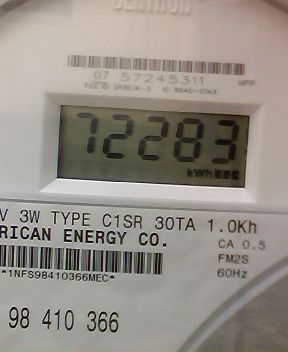 CENTRON
07 57245311
72283
kWh
V 3W TYPE C1SR 30TA 1.0Kh
RICAN ENERGY CO.
CA 0.5
FM2S
60Hz
*1NFS98410366MEC*
98 410 366